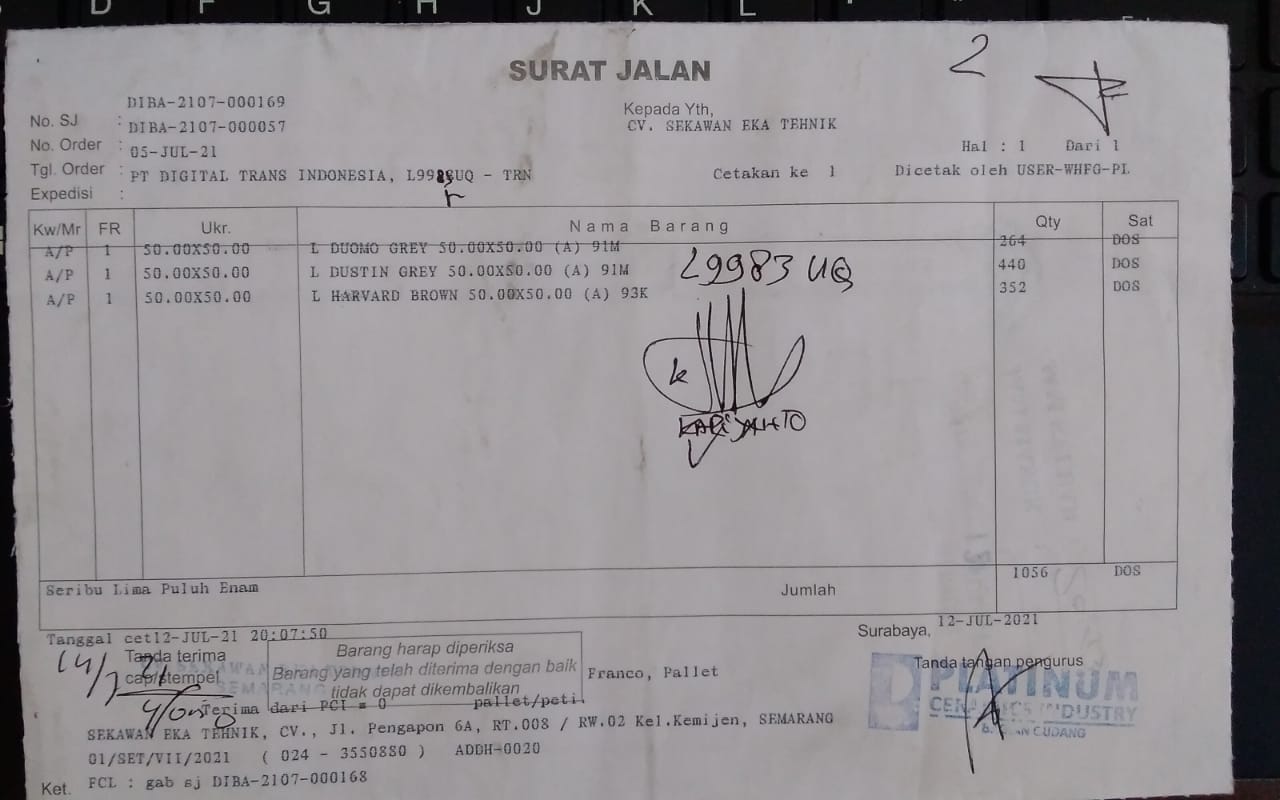 SURAT JALAN
2
No. SJ : DIBA-2107-000169
No. Order : DIBA-2107-000057
Tgl. Order : 05-JUL-21
Expedisi : PT DIGITAL TRANS INDONESIA, UQ - TRN
Kepada Yth,
CV. SEKAWAN EKA TEHNIK
Hal : 1 Dari 1
Cetakan ke 1 Dicetak oleh USER-WHFG-PL
Kw/Mr FR Ukr. Nama Barang Qty Sat
A/P 1 50.00X50.00 L DUOMO GREY 50.00X50.00 (A) 91M 264 DOS
A/P 1 50.00X50.00 L DUSTIN GREY 50.00X50.00 (A) 91M 440 DOS
A/P 1 50.00X50.00 L HARVARD BROWN 50.00X50.00 (A) 93K 352 DOS
L9983 UQ
KARIYANTO
Seribu Lima Puluh Enam Jumlah 1056 DOS
Tanggal cet12-JUL-21 20:07:50
Surabaya, 12-JUL-2021
Tanda terima
cap/stempel
Barang harap diperiksa
Barang yang telah diterima dengan baik
tidak dapat dikembalikan
Franco, Pallet
Tanda tangan pengurus
PLATINUM
CERAMICS INDUSTRY
SEKAWAN
SEMARANG
14/7 21
Terima dari PCI = 0 pallet/peti.
SEKAWAN EKA TEHNIK, CV., Jl. Pengapon 6A, RT.008 / RW.02 Kel.Kemijen, SEMARANG
01/SET/VII/2021 ( 024 - 3550880 ) ADDH-0020
Ket. FCL : gab sj DIBA-2107-000168